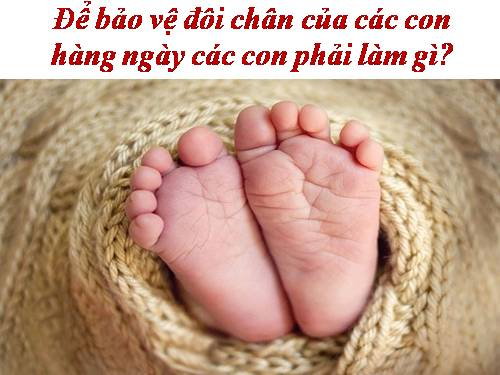 Để bảo vệ đôi chân của các con
hàng ngày các con phải làm gì?